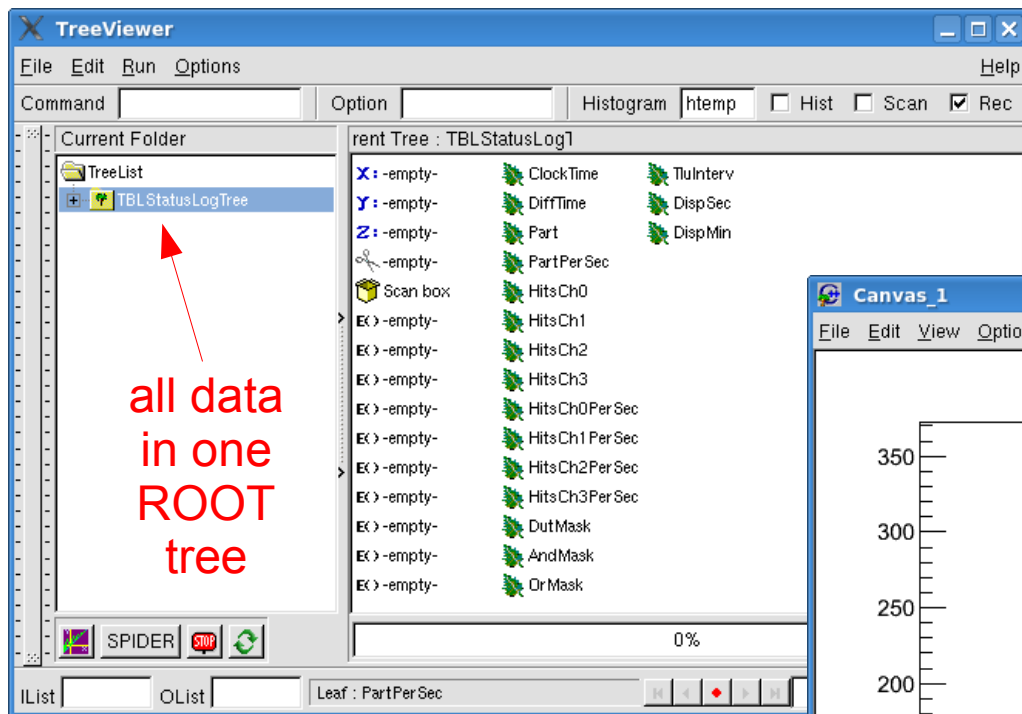 TreeViewer
File Edit Run Options Help
Command Option Histogram htemp Hist Scan Rec
Current Folder
TreeList
TBLStatusLogTree
all data
in one
ROOT
tree
SPIDER
STOP
rent Tree : TBLStatusLogT
X: -empty- ClockTime TluInterv
Y: -empty- DiffTime DispSec
Z: -empty- Part DispMin
-empty- PartPerSec
Scan box HitsCh0
E() -empty- HitsCh1
E() -empty- HitsCh2
E() -empty- HitsCh3
E() -empty- HitsCh0PerSec
E() -empty- HitsCh1PerSec
E() -empty- HitsCh2PerSec
E() -empty- HitsCh3PerSec
E() -empty- DutMask
E() -empty- AndMask
E() -empty- OrMask
0%
IList OList Leaf : PartPerSec
Canvas_1
File Edit View Optio
350
300
250
200